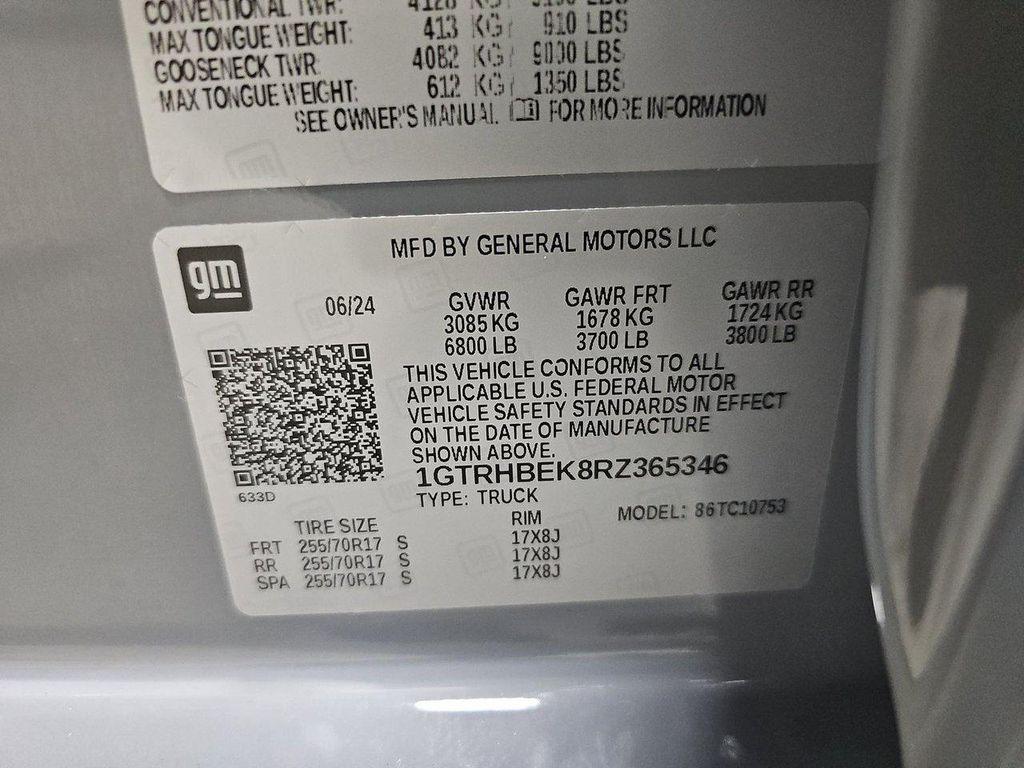 CONVENTIONAL TWR: KG LBS
MAX TONGUE WEIGHT: 413 KG 910 LBS
GOOSENECK TWR 4082 KG 9000 LBS
MAX TONGUE WEIGHT: 612 KG 1350 LBS
SEE OWNER'S MANUAL FOR MORE INFORMATION
gm
MFD BY GENERAL MOTORS LLC
06/24 GVWR GAWR FRT GAWR RR
3085 KG 1678 KG 1724 KG
6800 LB 3700 LB 3800 LB
THIS VEHICLE CONFORMS TO ALL
APPLICABLE U.S. FEDERAL MOTOR
VEHICLE SAFETY STANDARDS IN EFFECT
ON THE DATE OF MANUFACTURE
SHOWN ABOVE.
1GTRHBEK8RZ365346
633D
TYPE: TRUCK
MODEL: 86TC10753
TIRE SIZE RIM
FRT 255/70R17 S 17X8J
RR 255/70R17 S 17X8J
SPA 255/70R17 S 17X8J